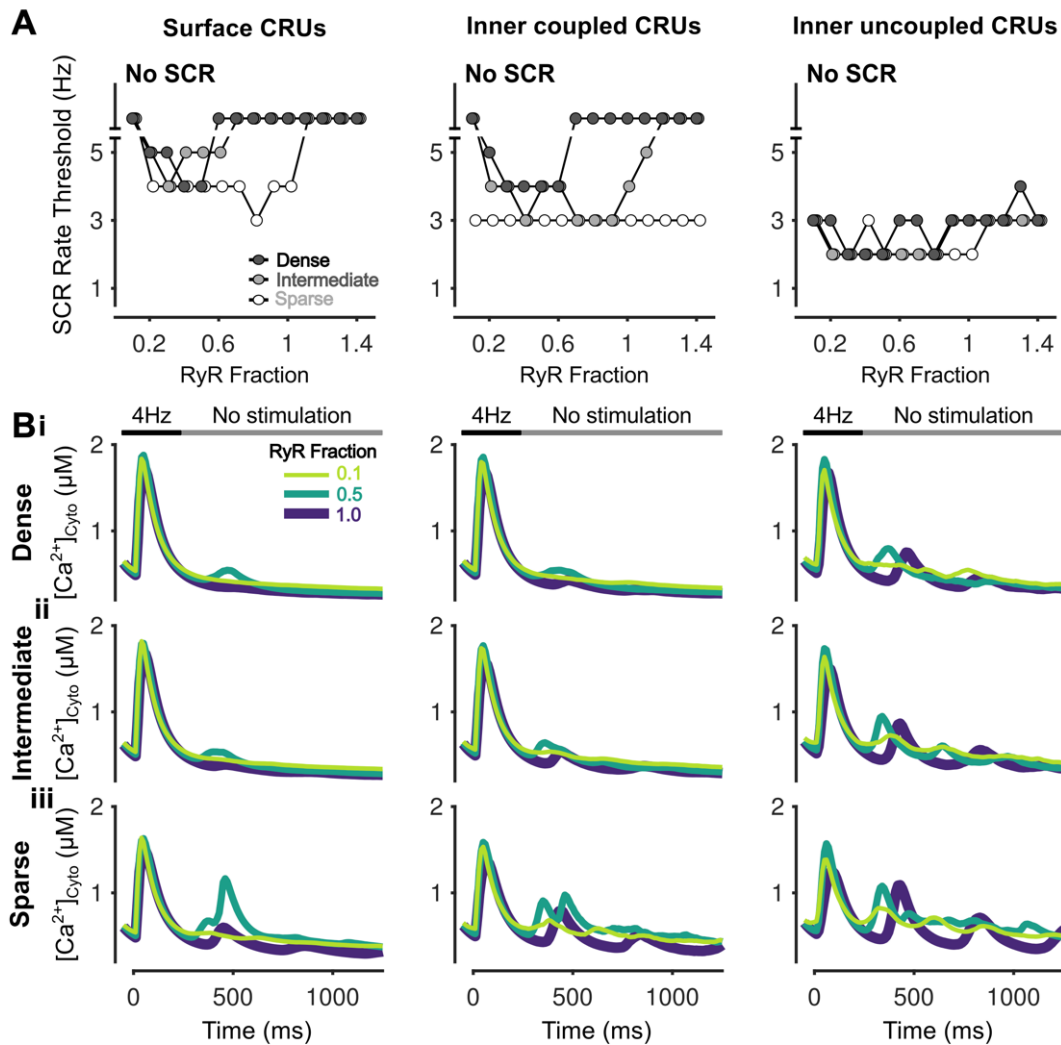 A
Surface CRUs
Inner coupled CRUs
Inner uncoupled CRUs
SCR Rate Threshold (Hz)
No SCR
No SCR
No SCR
5
3
1
5
3
1
5
3
1
Dense
Intermediate
Sparse
0.2 0.6 1 1.4
0.2 0.6 1 1.4
0.2 0.6 1 1.4
RyR Fraction
RyR Fraction
RyR Fraction
B
i
4Hz No stimulation
4Hz No stimulation
4Hz No stimulation
Dense
[Ca²⁺]Cyto (µM)
2
1
RyR Fraction
0.1
0.5
1.0
2
1
2
1
ii
Intermediate
[Ca²⁺]Cyto (µM)
2
1
2
1
2
1
iii
Sparse
[Ca²⁺]Cyto (µM)
2
1
2
1
2
1
0 500 1000
0 500 1000
0 500 1000
Time (ms)
Time (ms)
Time (ms)